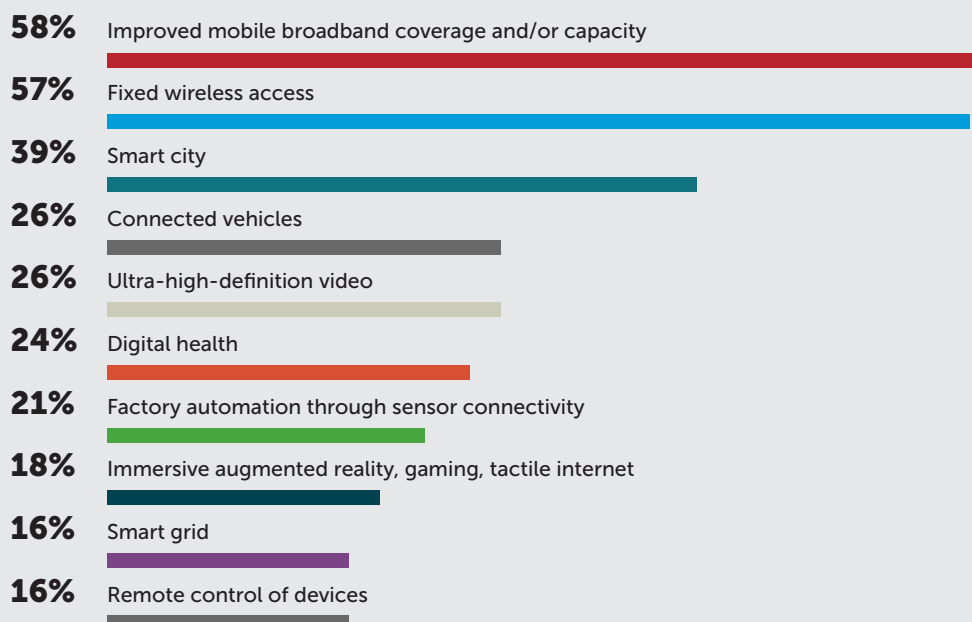 58% Improved mobile broadband coverage and/or capacity
57% Fixed wireless access
39% Smart city
26% Connected vehicles
26% Ultra-high-definition video
24% Digital health
21% Factory automation through sensor connectivity
18% Immersive augmented reality, gaming, tactile internet
16% Smart grid
16% Remote control of devices